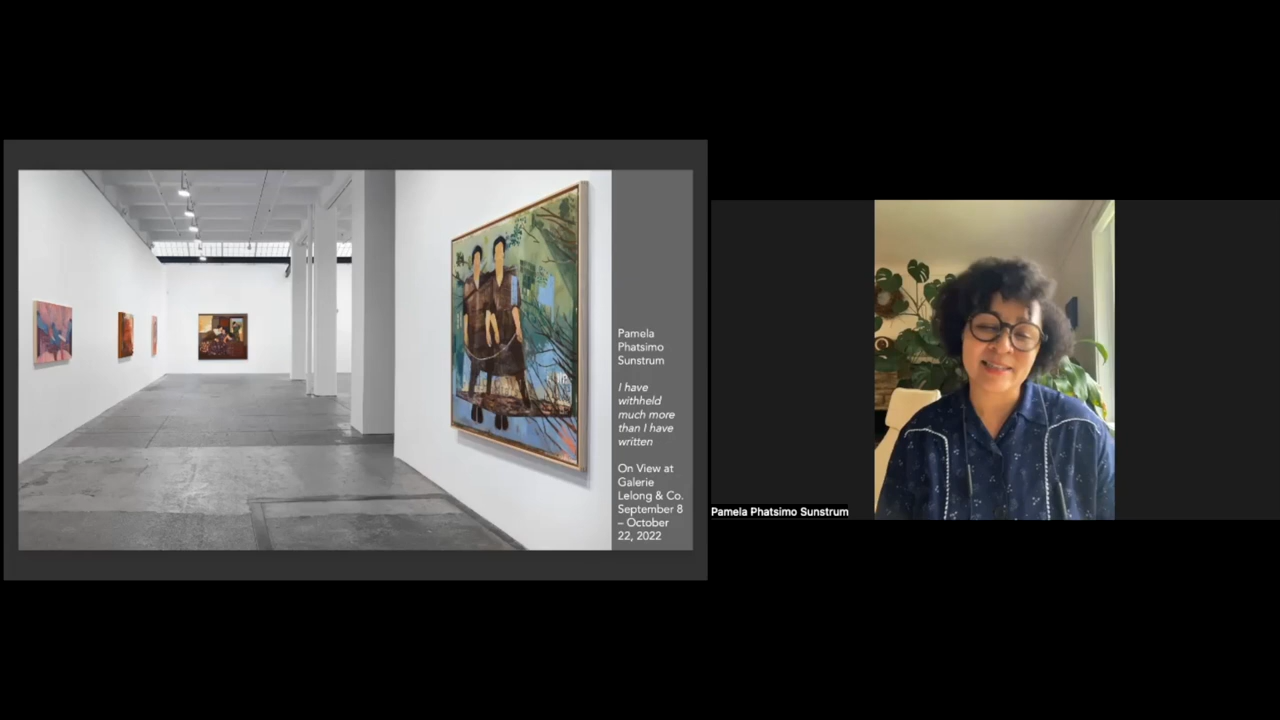 Pamela
Phatsimo
Sunstrum
I have
withheld
much more
than I have
written
On View at
Galerie
Lelong & Co.
September 8
– October
22, 2022
Pamela Phatsimo Sunstrum